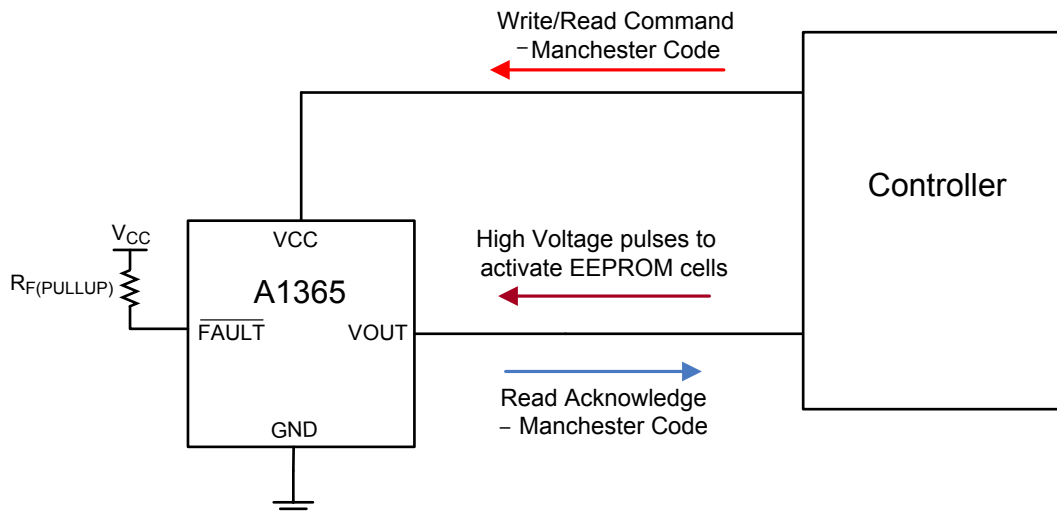 Write/Read Command
– Manchester Code
Controller
VCC
High Voltage pulses to
activate EEPROM cells
VCC
RF(PULLUP)
A1365
FAULT
VOUT
Read Acknowledge
– Manchester Code
GND